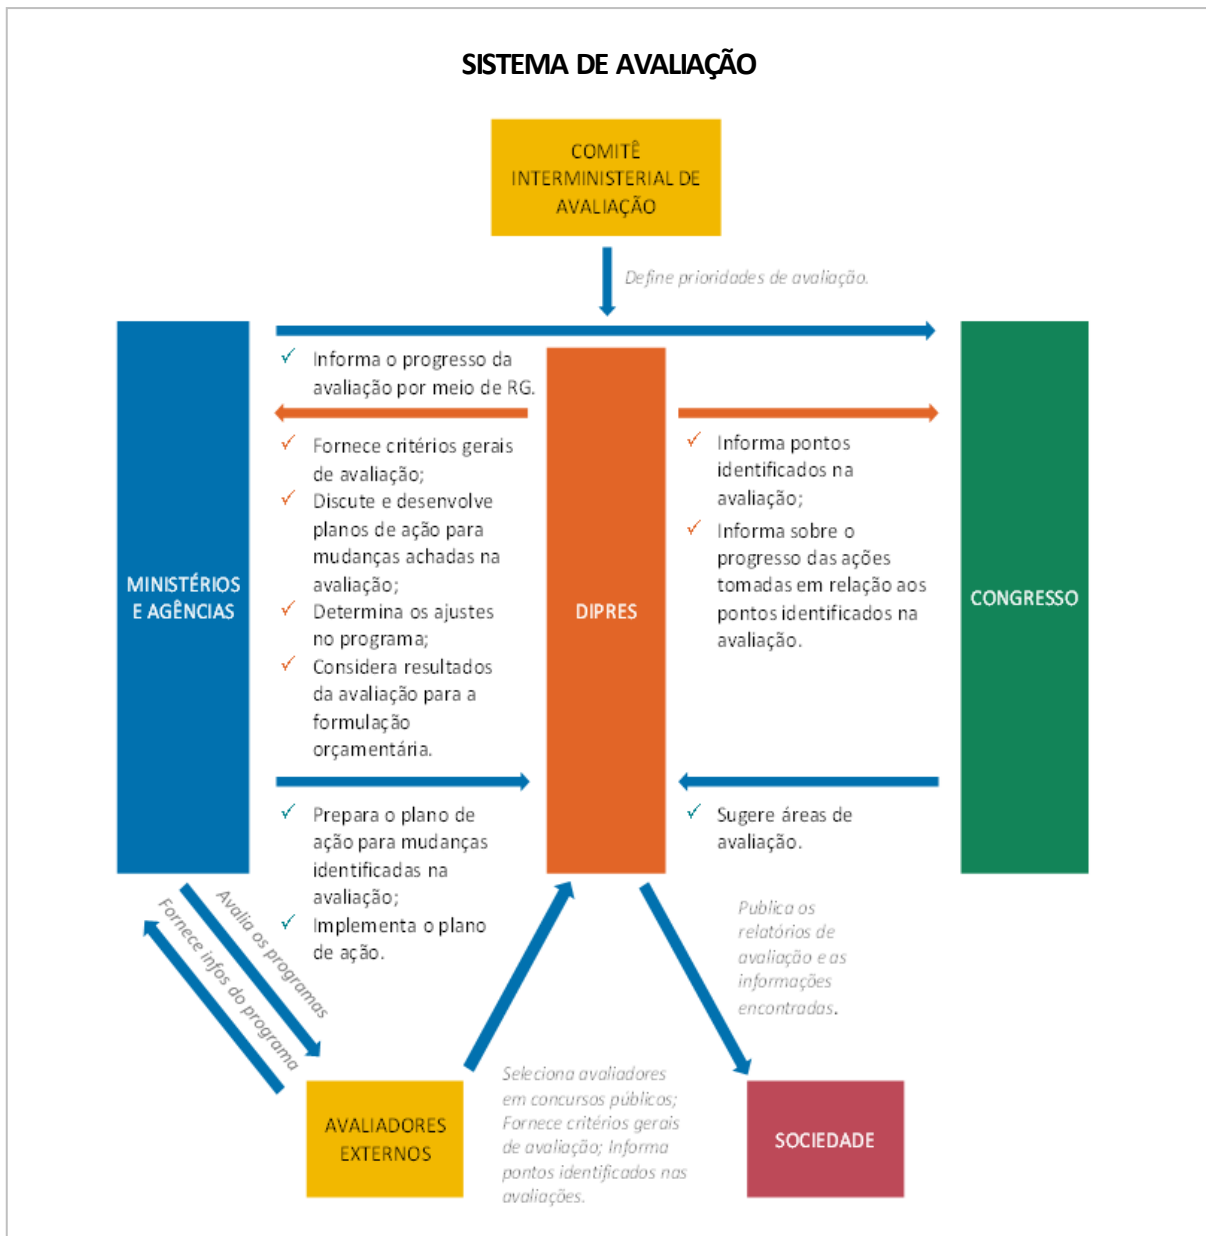 SISTEMA DE AVALIAÇÃO
COMITÊ
INTERMINISTERIAL DE
AVALIAÇÃO
Define prioridades de avaliação.
MINISTÉRIOS
E AGÊNCIAS
Informa o progresso da
avaliação por meio de RG.
Fornece critérios gerais
de avaliação;
Discute e desenvolve
planos de ação para
mudanças achadas na
avaliação;
Determina os ajustes
no programa;
Considera resultados
da avaliação para a
formulação
orçamentária.
Prepara o plano de
ação para mudanças
identificadas na
avaliação;
Implementa o plano
de ação.
DIPRES
Informa pontos
identificados na
avaliação;
Informa sobre o
progresso das ações
tomadas em relação aos
pontos identificados na
avaliação.
Sugere áreas de
avaliação.
CONGRESSO
Avalia os programas
Fornece infos do programa
Publica os
relatórios de
avaliação e as
informações
encontradas.
AVALIADORES
EXTERNOS
Seleciona avaliadores
em concursos públicos;
Fornece critérios gerais
de avaliação; Informa
pontos identificados nas
avaliações.
SOCIEDADE